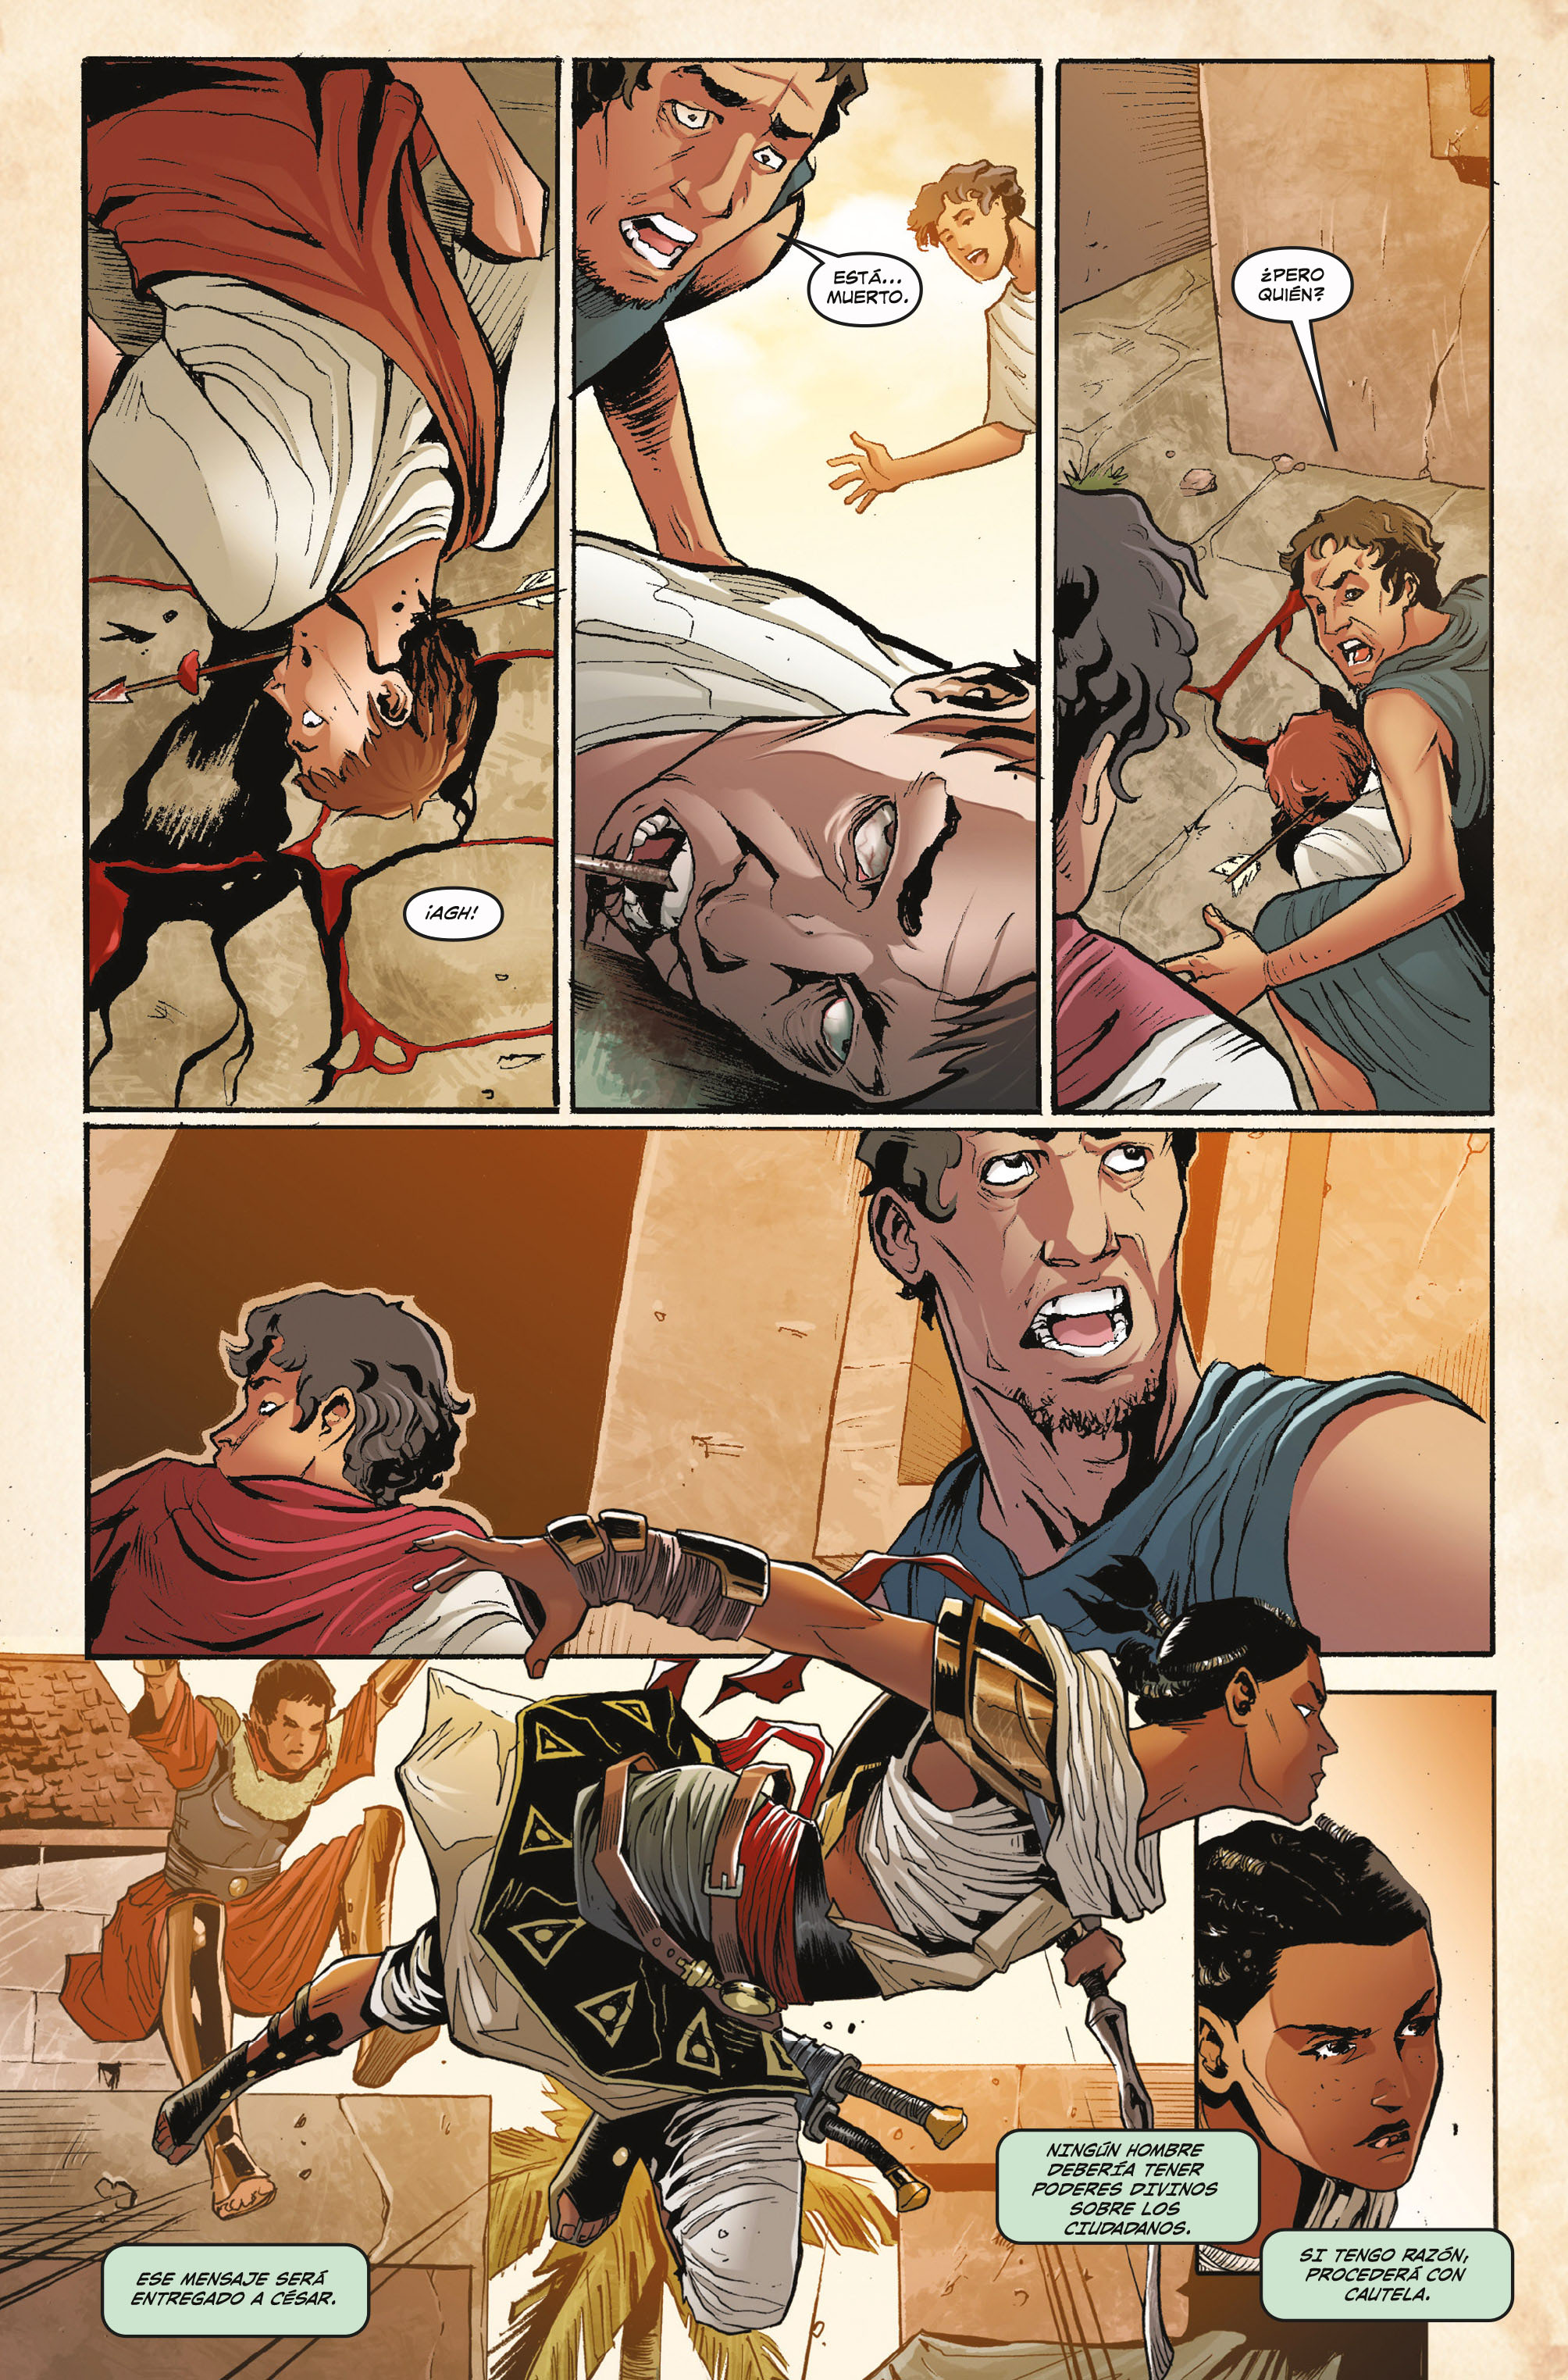 ¡AGH!
ESTÁ...
MUERTO.
¿PERO
QUIÉN?
ESE MENSAJE SERÁ
ENTREGADO A CÉSAR.
NINGÚN HOMBRE
DEBERÍA TENER
PODERES DIVINOS
SOBRE LOS
CIUDADANOS.
SI TENGO RAZÓN,
PROCEDERÁ CON
CAUTELA.